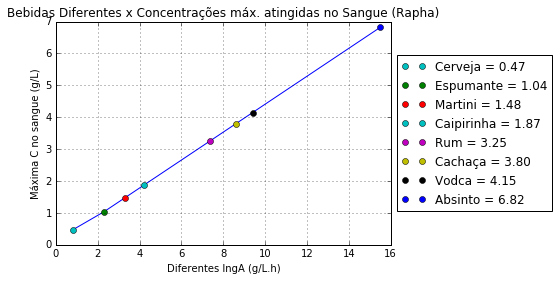 Bebidas Diferentes x Concentrações máx. atingidas no Sangue (Rapha)
7
6
5
4
3
2
1
0
Máxima C no sangue (g/L)
0 2 4 6 8 10 12 14 16
Diferentes IngA (g/L.h)
Cerveja = 0.47
Espumante = 1.04
Martini = 1.48
Caipirinha = 1.87
Rum = 3.25
Cachaça = 3.80
Vodca = 4.15
Absinto = 6.82